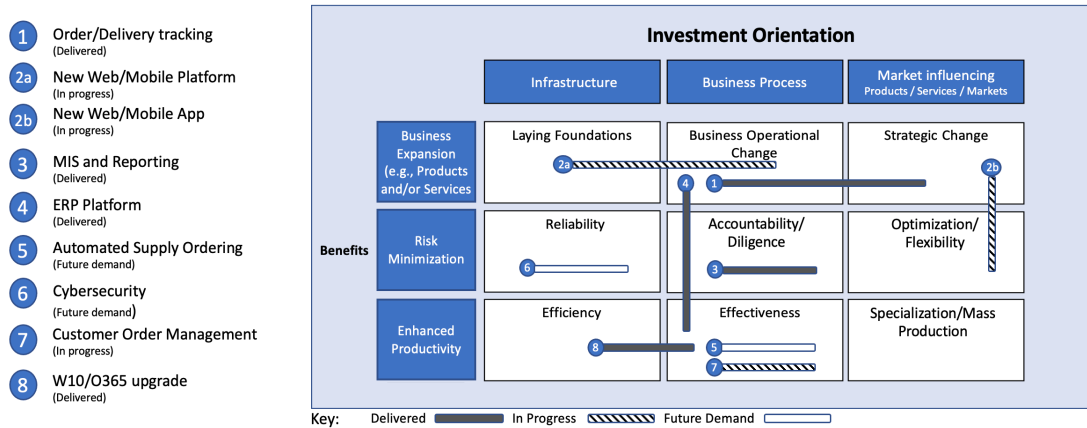 1 Order/Delivery tracking
(Delivered)
2a New Web/Mobile Platform
(In progress)
2b New Web/Mobile App
(In progress)
3 MIS and Reporting
(Delivered)
4 ERP Platform
(Delivered)
5 Automated Supply Ordering
(Future demand)
6 Cybersecurity
(Future demand)
7 Customer Order Management
(In progress)
8 W10/O365 upgrade
(Delivered)
Investment Orientation
Infrastructure
Business Process
Market influencing
Products / Services / Markets
Benefits
Business
Expansion
(e.g., Products
and/or Services
Laying Foundations
2a
Business Operational
Change
4
1
Strategic Change
2b
Risk
Minimization
Reliability
6
Accountability/
Diligence
3
Optimization/
Flexibility
Enhanced
Productivity
Efficiency
8
Effectiveness
5
7
Specialization/Mass
Production
Key: Delivered In Progress Future Demand